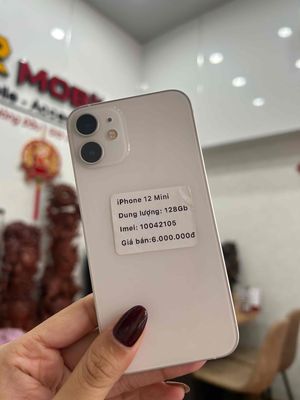 MOBI
iPhone 12 Mini
Dung lượng: 128Gb
Imei: 10042105
Giá bán:6.000.000đ